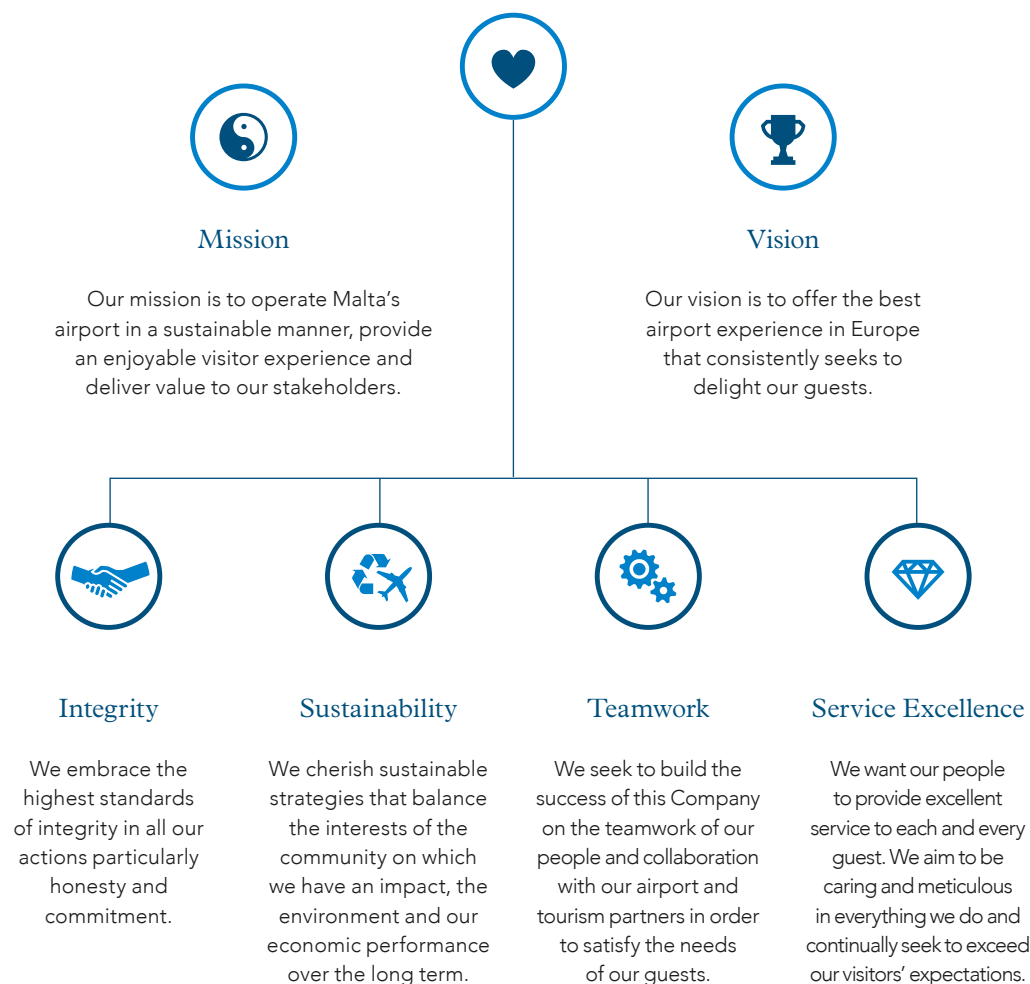 Mission
Our mission is to operate Malta’s
airport in a sustainable manner, provide
an enjoyable visitor experience and
deliver value to our stakeholders.
Vision
Our vision is to offer the best
airport experience in Europe
that consistently seeks to
delight our guests.
Integrity
We embrace the
highest standards
of integrity in all our
actions particularly
honesty and
commitment.
Sustainability
We cherish sustainable
strategies that balance
the interests of the
community on which
we have an impact, the
environment and our
economic performance
over the long term.
Teamwork
We seek to build the
success of this Company
on the teamwork of our
people and collaboration
with our airport and
tourism partners in order
to satisfy the needs
of our guests.
Service Excellence
We want our people
to provide excellent
service to each and every
guest. We aim to be
caring and meticulous
in everything we do and
continually seek to exceed
our visitors’ expectations.